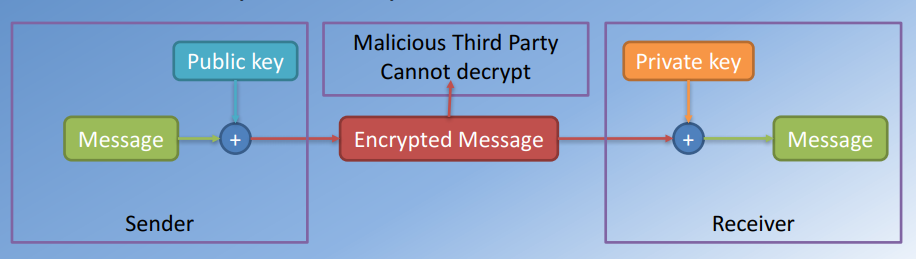 Malicious Third Party
Cannot decrypt
Public key
Private key
Message
+
Encrypted Message
+
Message
Sender
Receiver